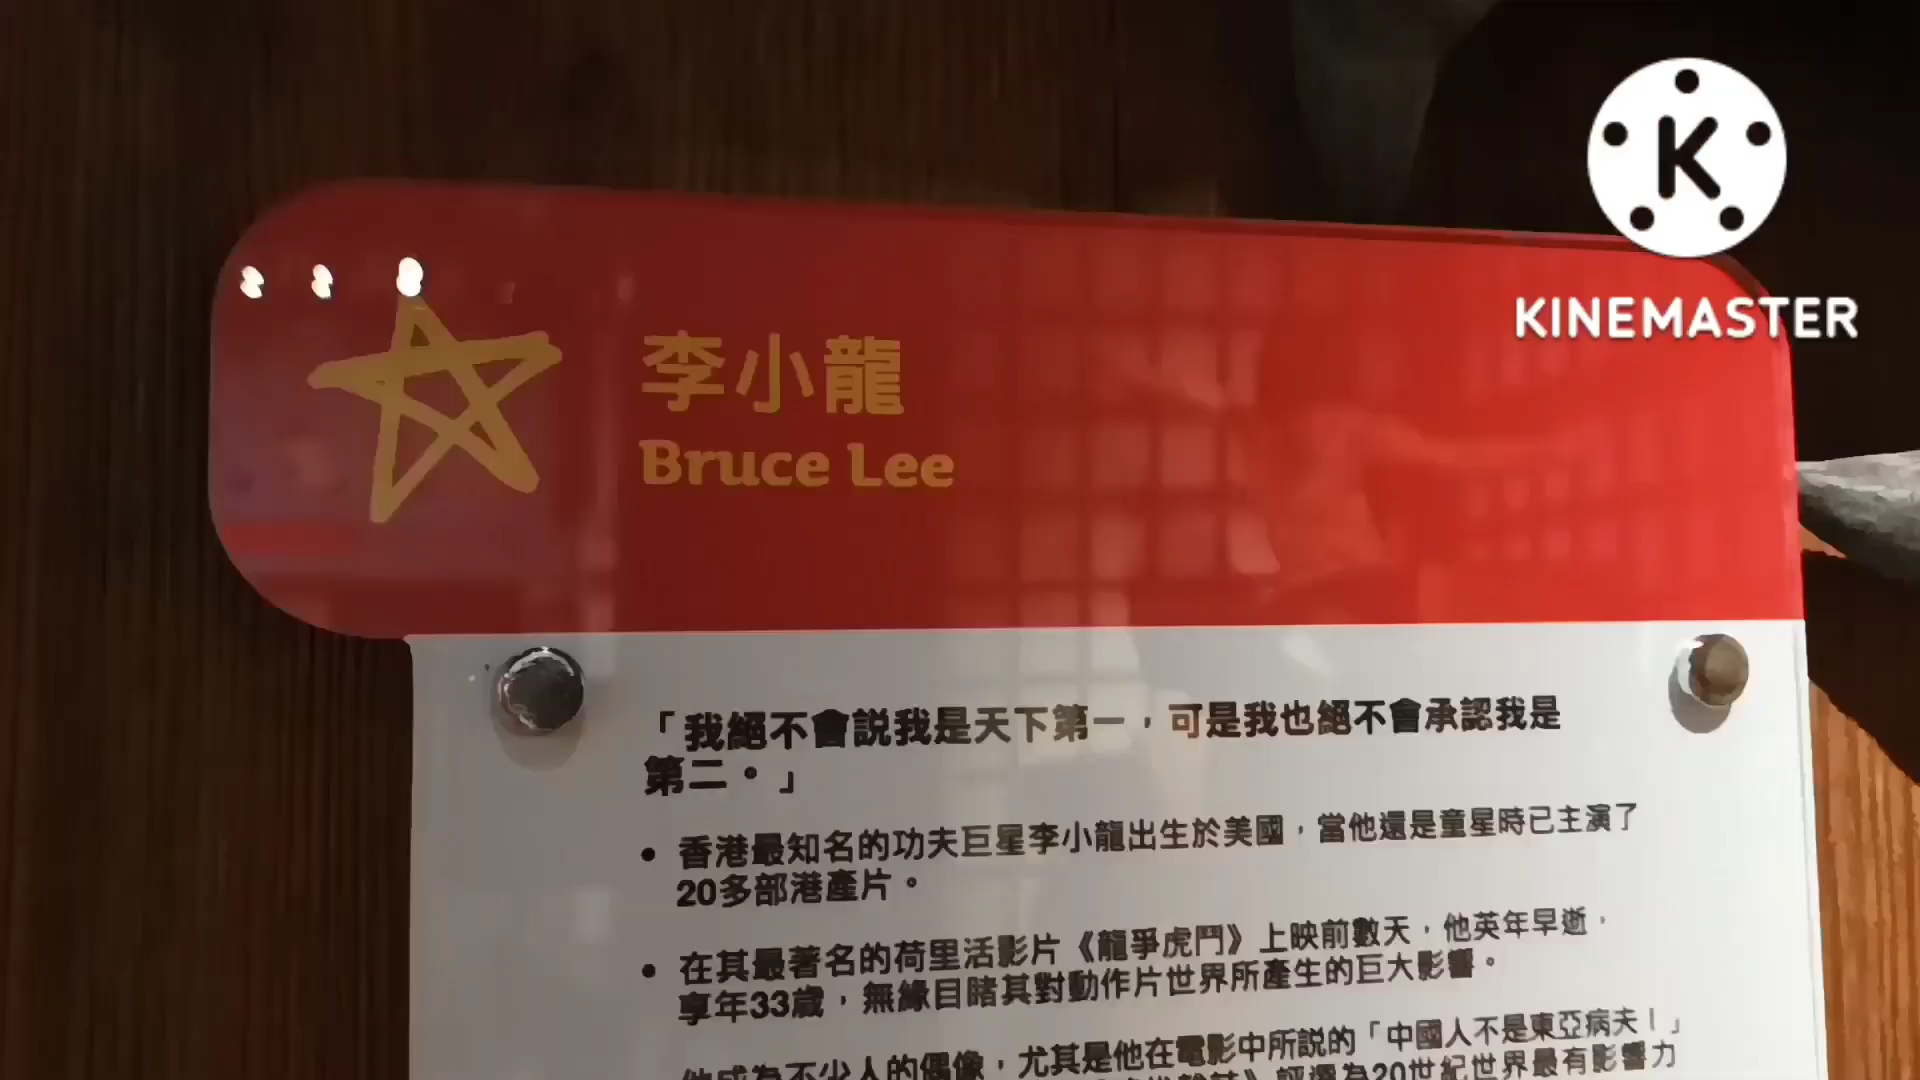 KINEMASTER
李小龍
Bruce Lee
「我絕不會説我是天下第一，可是我也絕不會承認我是
第二。」
• 香港最知名的功夫巨星李小龍出生於美國，當他還是童星時已主演了
20多部港產片。
• 在其最著名的荷里活影片《龍爭虎鬥》上映前數天，他英年早逝，
享年33歲，無緣目睹其對動作片世界所產生的巨大影響。
他成為不少人的偶像，尤其是他在電影中所説的「中國人不是東亞病夫！」
評選為20世紀世界最有影響力